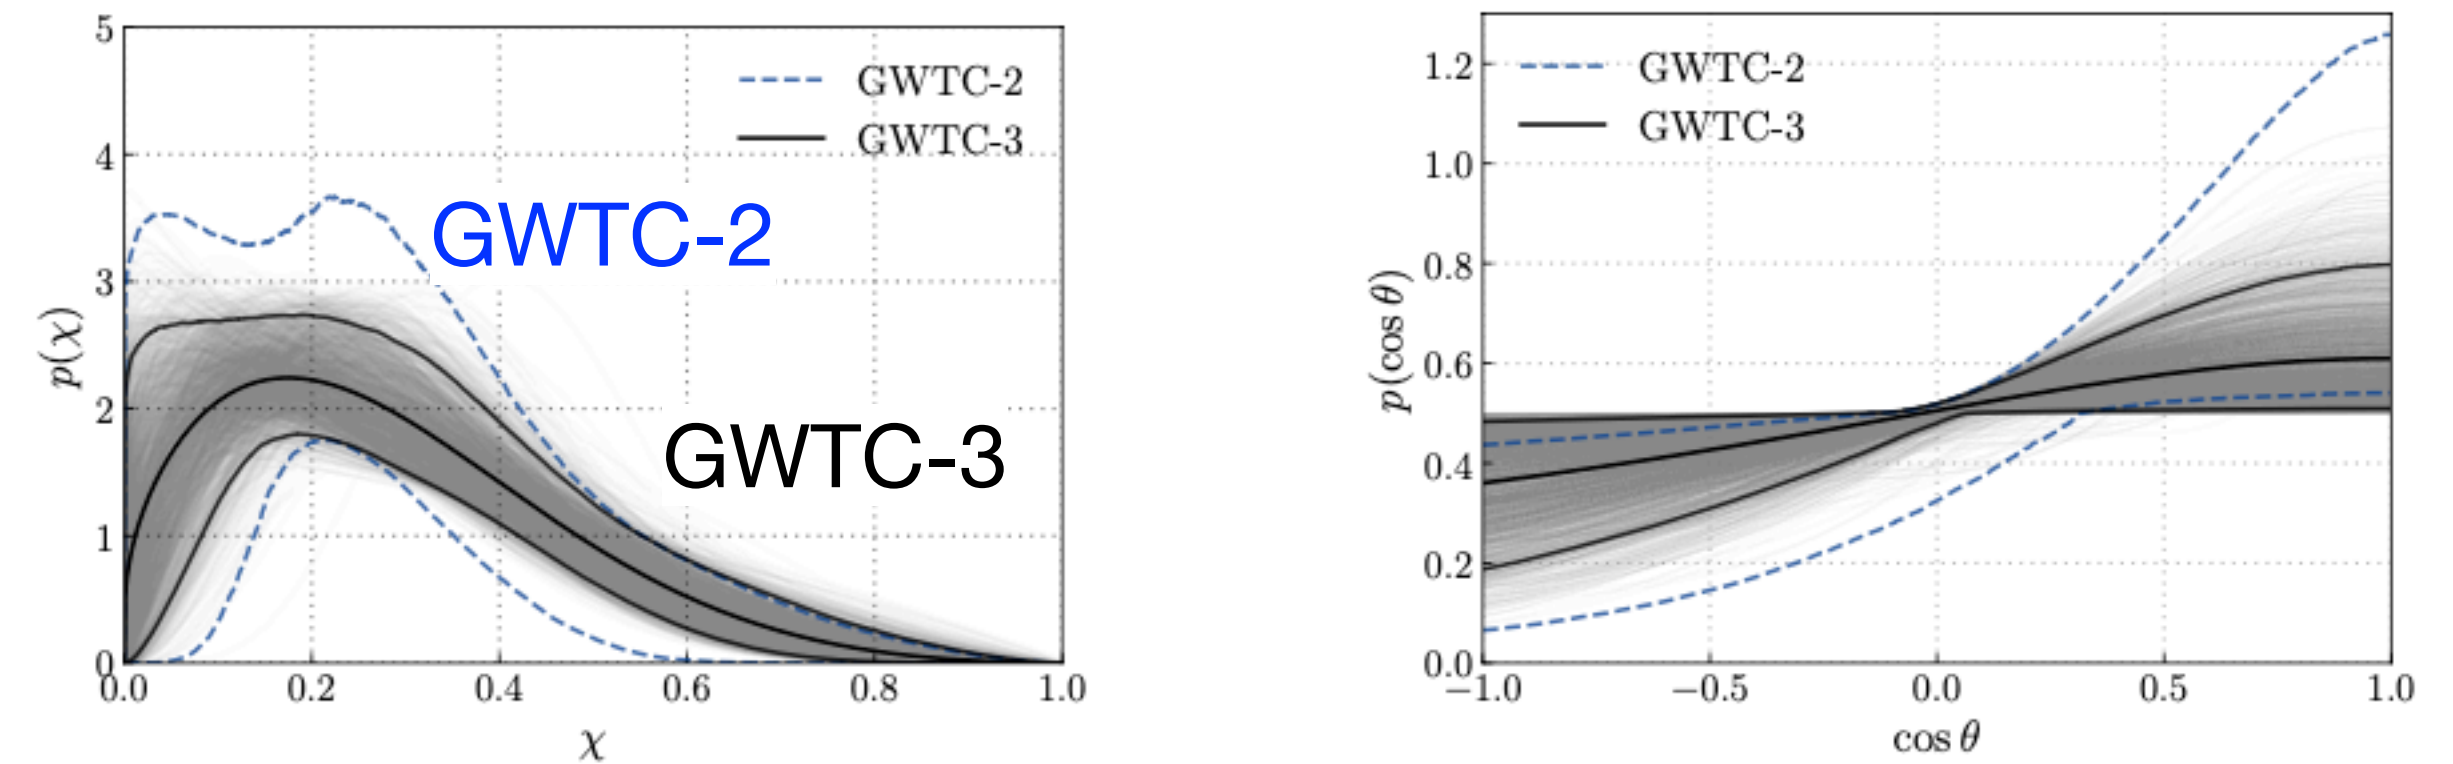 5
4
3
2
1
0
p(χ)
0.0 0.2 0.4 0.6 0.8 1.0
χ
GWTC-2
GWTC-3
GWTC-2
GWTC-3
1.2
1.0
0.8
0.6
0.4
0.2
0.0
p(cos θ)
−1.0 −0.5 0.0 0.5 1.0
cos θ
GWTC-2
GWTC-3